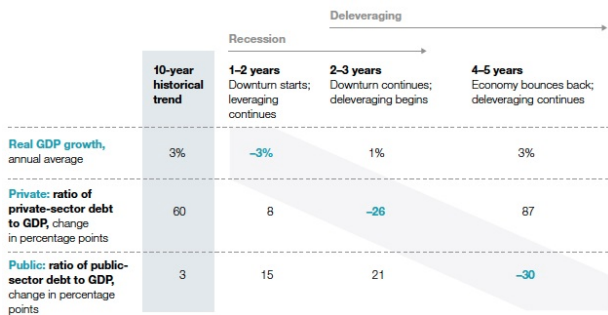 Deleveraging
Recession
10-year
historical
trend
1–2 years
Downturn starts;
leveraging
continues
2–3 years
Downturn continues;
deleveraging begins
4–5 years
Economy bounces back;
deleveraging continues
Real GDP growth,
annual average
3%
–3%
1%
3%
Private: ratio of
private-sector debt
to GDP, change
in percentage points
60
8
–26
87
Public: ratio of public-
sector debt to GDP,
change in percentage
points
3
15
21
–30